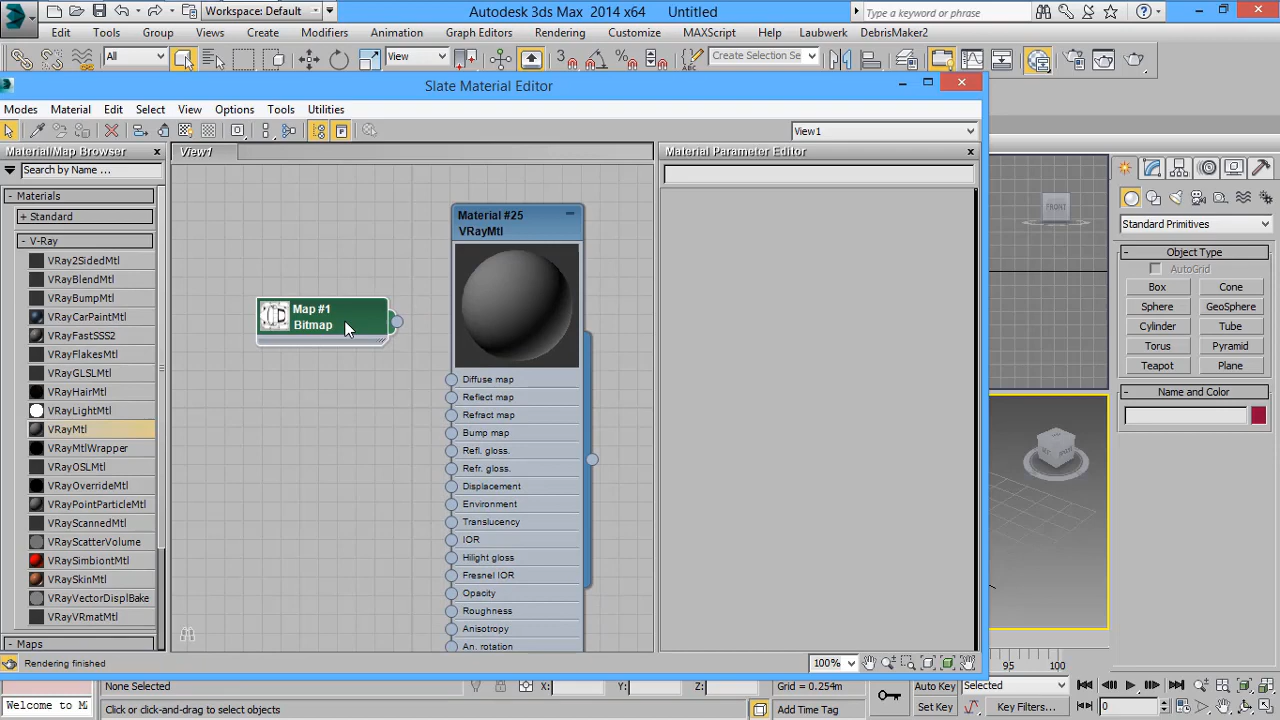 Workspace: Default
Autodesk 3ds Max 2014 x64 Untitled
Type a keyword or phrase
Edit Tools Group Views Create Modifiers Animation Graph Editors Rendering Customize MAXScript Help Laubwerk DebrisMaker2
All
View
Create Selection Se
Slate Material Editor
Modes Material Edit Select View Options Tools Utilities
View1
Material/Map Browser
View1
Material Parameter Editor
Search by Name ...
- Materials
+ Standard
- V-Ray
VRay2SidedMtl
VRayBlendMtl
VRayBumpMtl
VRayCarPaintMtl
VRayFastSSS2
VRayFlakesMtl
VRayGLSLMtl
VRayHairMtl
VRayLightMtl
VRayMtl
VRayMtlWrapper
VRayOSLMtl
VRayOverrideMtl
VRayPointParticleMtl
VRayScannedMtl
VRayScatterVolume
VRaySimbiontMtl
VRaySkinMtl
VRayVectorDisplBake
VRayVRmatMtl
- Maps
Map #1
Bitmap
Material #25
VRayMtl
Diffuse map
Reflect map
Refract map
Bump map
Refl. gloss.
Refr. gloss.
Displacement
Environment
Translucency
IOR
Hilight gloss
Fresnel IOR
Opacity
Roughness
Anisotropy
An. rotation
FRONT
Standard Primitives
- Object Type
AutoGrid
Box Cone
Sphere GeoSphere
Cylinder Tube
Torus Pyramid
Teapot Plane
- Name and Color
Rendering finished
100%
95 100
None Selected
X: Y: Z:
Grid = 0.254m
Auto Key
Selected
Welcome to M
Click or click-and-drag to select objects
Add Time Tag
Set Key
Key Filters...
0